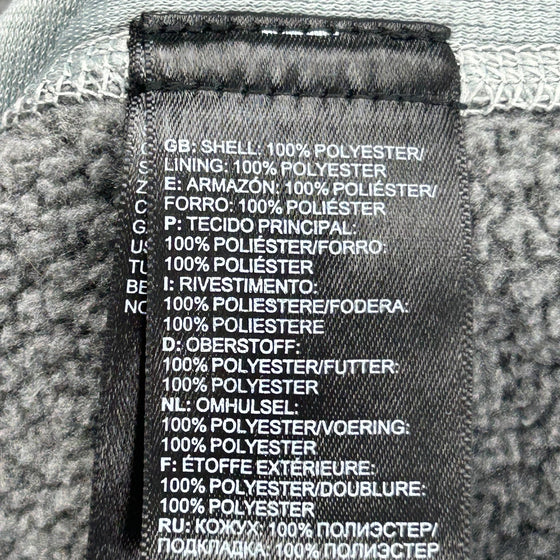 GB: SHELL: 100% POLYESTER/
LINING: 100% POLYESTER
E: ARMAZÓN: 100% POLIÉSTER/
FORRO: 100% POLIÉSTER
P: TECIDO PRINCIPAL:
100% POLIÉSTER/FORRO:
100% POLIÉSTER
I: RIVESTIMENTO:
100% POLIESTERE/FODERA:
100% POLIESTERE
D: OBERSTOFF:
100% POLYESTER/FUTTER:
100% POLYESTER
NL: OMHULSEL:
100% POLYESTER/VOERING:
100% POLYESTER
F: ÉTOFFE EXTÉRIEURE:
100% POLYESTER/DOUBLURE:
100% POLYESTER
RU: КОЖУХ: 100% ПОЛИЭСТЕР/
ПОДКЛАДКА: 100% ПОЛИЭСТЕР